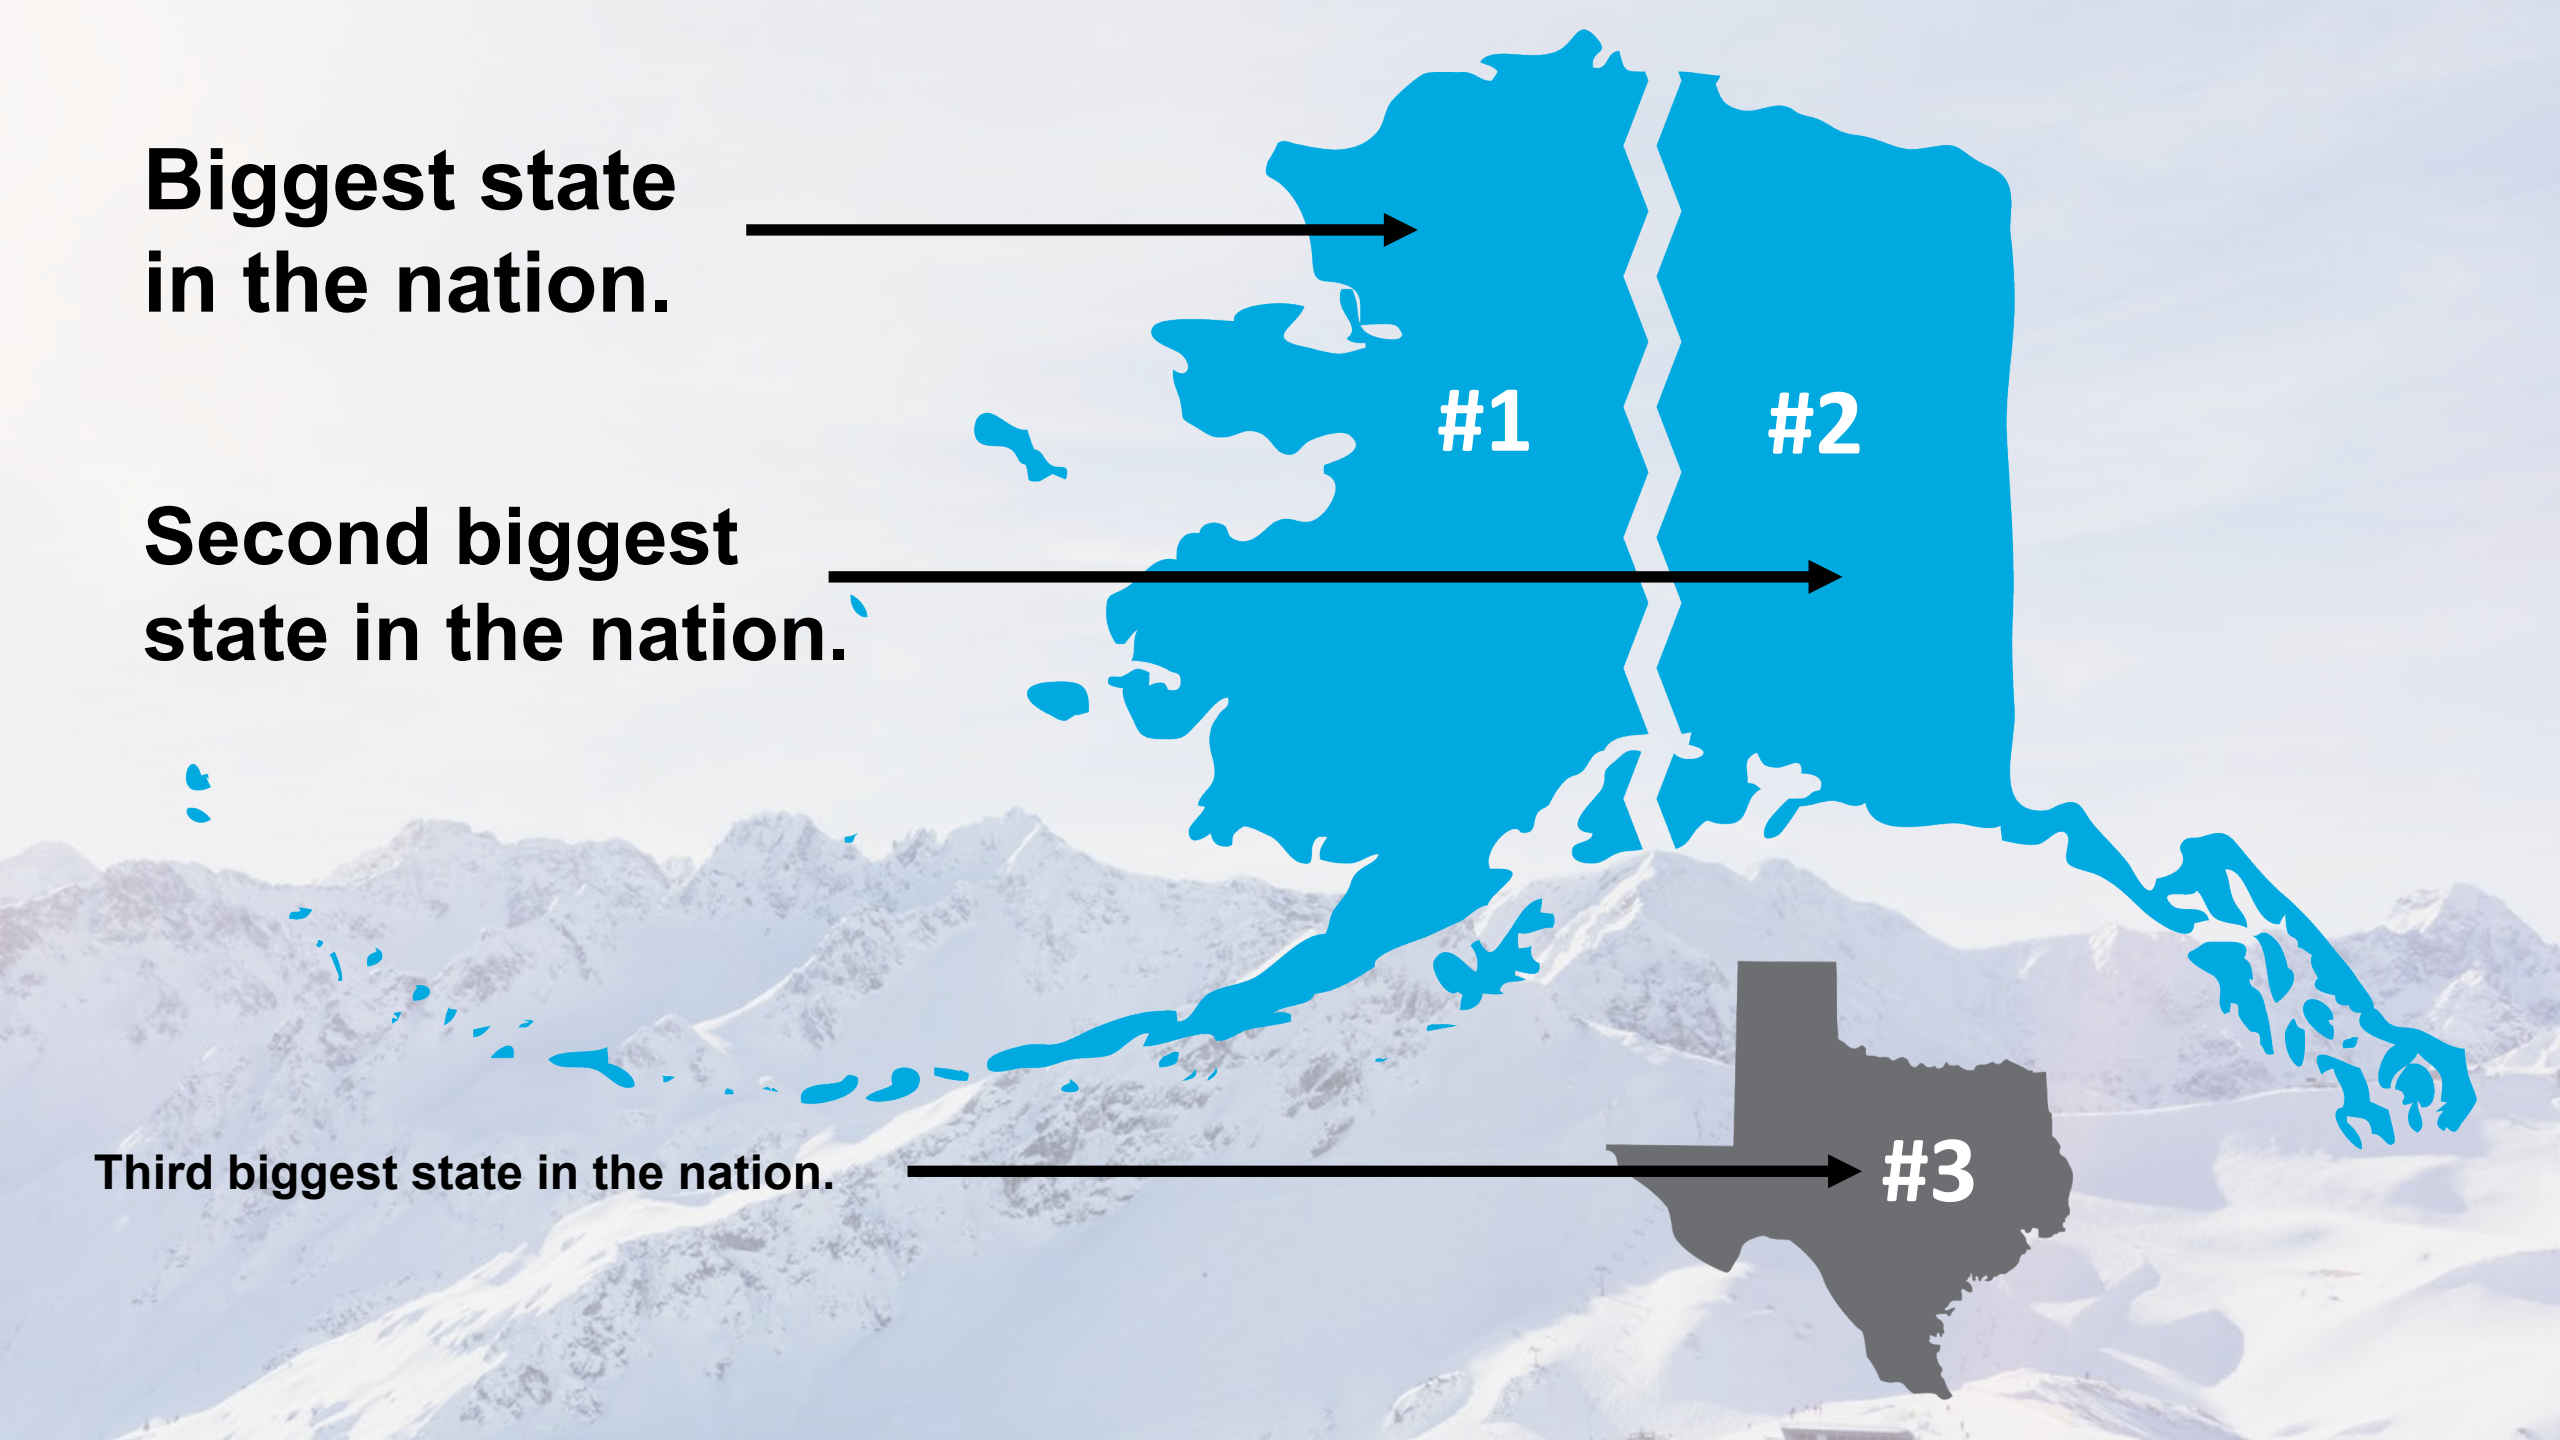 Biggest state
in the nation.
#1
#2
Second biggest
state in the nation.
Third biggest state in the nation.
#3